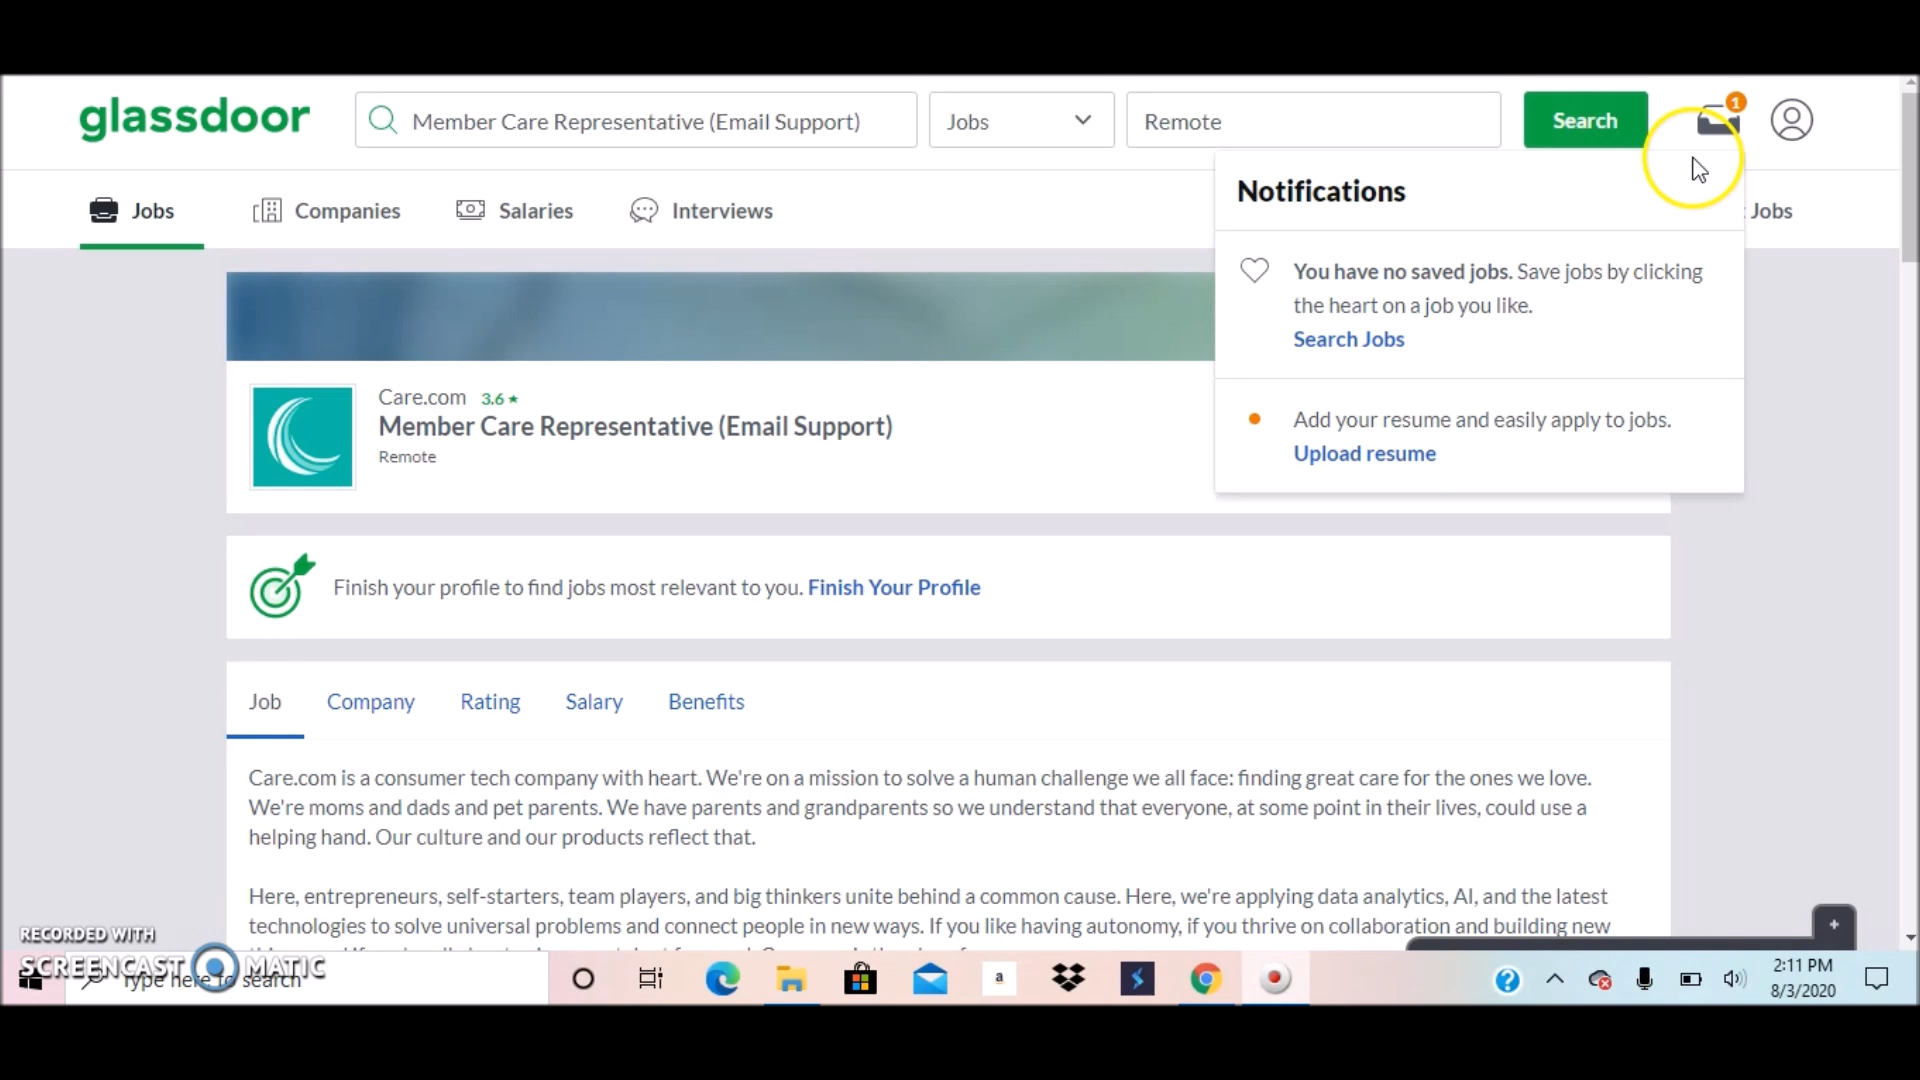 glassdoor
Member Care Representative (Email Support)
Jobs
Remote
Search
1
Jobs
Companies
Salaries
Interviews
Jobs
Notifications
You have no saved jobs. Save jobs by clicking
the heart on a job you like.
Search Jobs
Add your resume and easily apply to jobs.
Upload resume
Care.com 3.6 ★
Member Care Representative (Email Support)
Remote
Finish your profile to find jobs most relevant to you. Finish Your Profile
Job
Company
Rating
Salary
Benefits
Care.com is a consumer tech company with heart. We're on a mission to solve a human challenge we all face: finding great care for the ones we love.
We're moms and dads and pet parents. We have parents and grandparents so we understand that everyone, at some point in their lives, could use a
helping hand. Our culture and our products reflect that.
Here, entrepreneurs, self-starters, team players, and big thinkers unite behind a common cause. Here, we're applying data analytics, AI, and the latest
technologies to solve universal problems and connect people in new ways. If you like having autonomy, if you thrive on collaboration and building new
RECORDED WITH
SCREENCAST MATIC
Type here to search
a
2:11 PM
8/3/2020